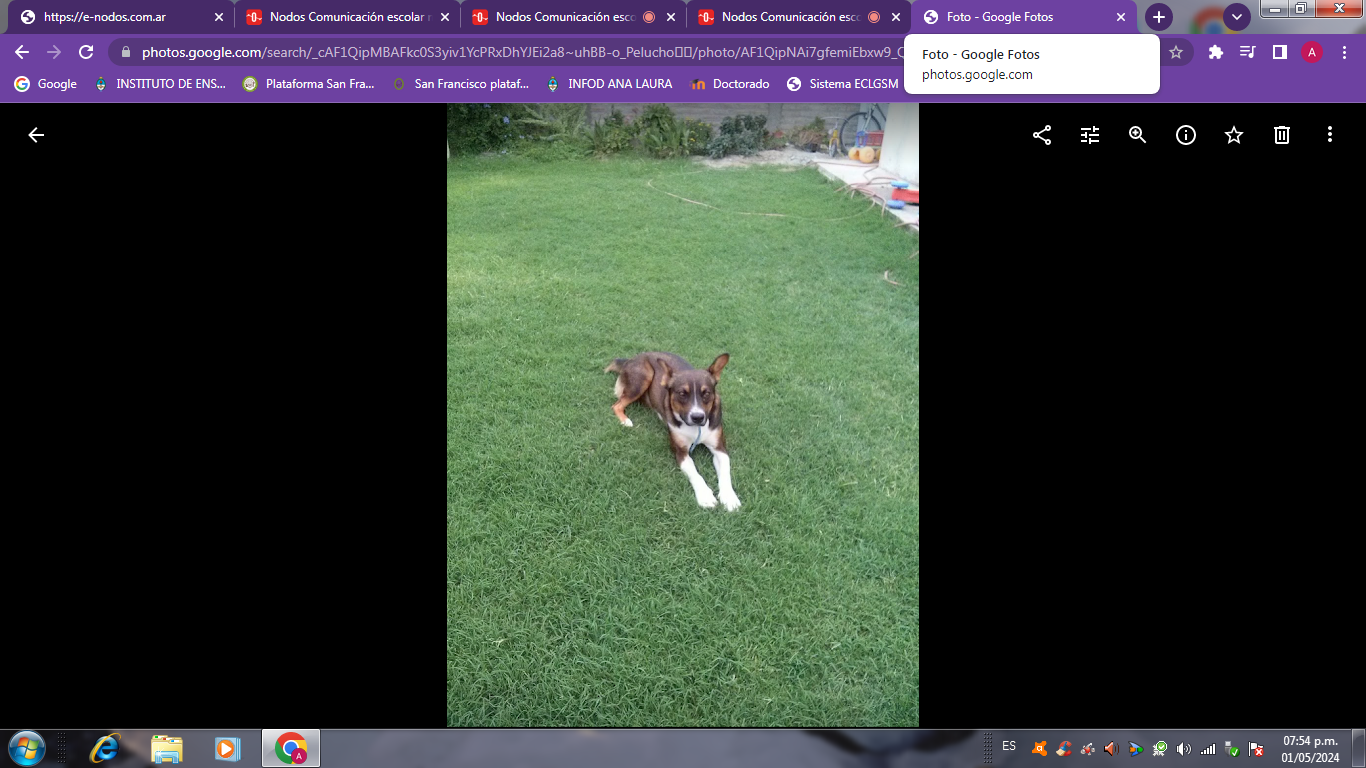 https://e-nodos.com.ar
Nodos Comunicación escolar
Nodos Comunicación esco
Nodos Comunicación esco
Foto - Google Fotos
photos.google.com/search/_cAF1QipMBAFkc0S3yiv1YcPRxDhYJEi2a8~uhBB-o_Pelucho/photo/AF1QipNAi7gfemiEbxw9_
A
Foto - Google Fotos
photos.google.com
Google
INSTITUTO DE ENS...
Plataforma San Fra...
San Francisco plataf...
INFOD ANA LAURA
Doctorado
Sistema ECLGSM
A
ES
07:54 p.m.
01/05/2024